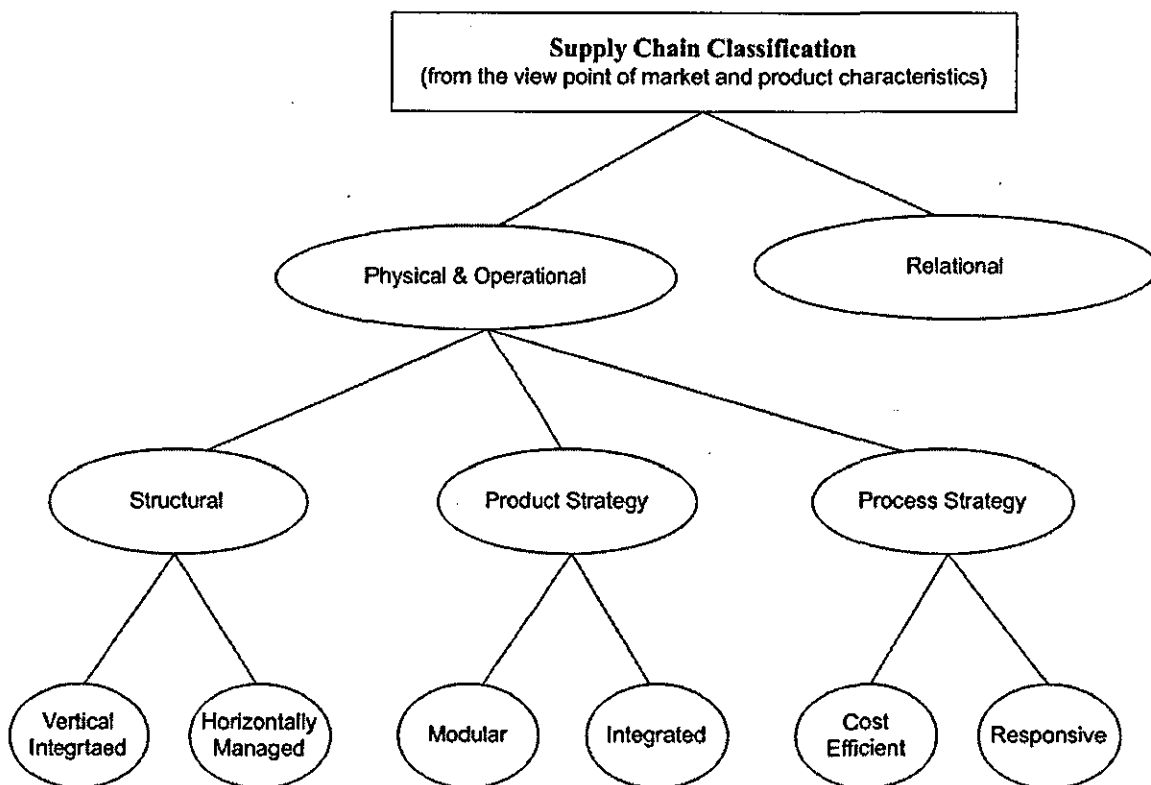 Supply Chain Classification
(from the view point of market and product characteristics)
Physical & Operational
Relational
Structural
Product Strategy
Process Strategy
Vertical
Integrtaed
Horizontally
Managed
Modular
Integrated
Cost
Efficient
Responsive